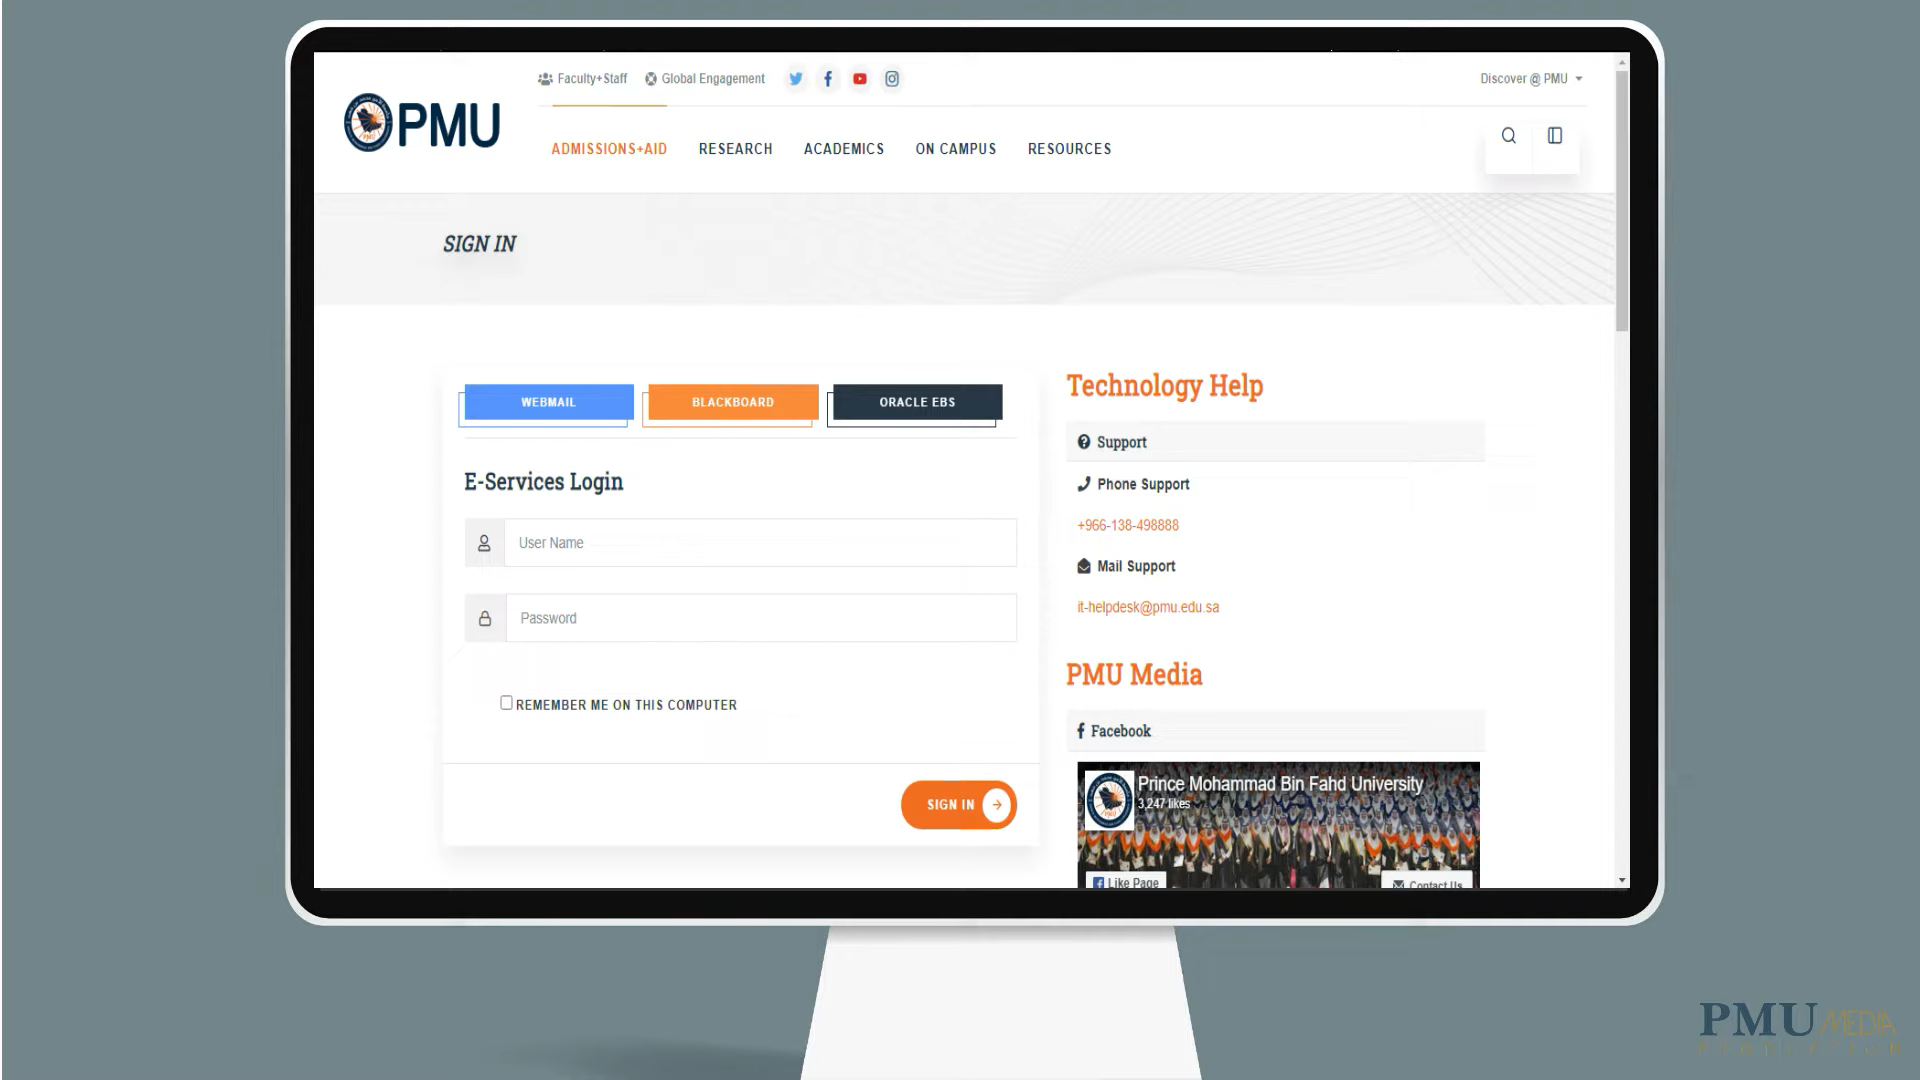 Faculty+Staff Global Engagement Discover @ PMU
PMU
ADMISSIONS+AID RESEARCH ACADEMICS ON CAMPUS RESOURCES
SIGN IN
WEBMAIL BLACKBOARD ORACLE EBS
E-Services Login
User Name
Password
REMEMBER ME ON THIS COMPUTER
SIGN IN
Technology Help
Support
Phone Support
+966-138-498888
Mail Support
it-helpdesk@pmu.edu.sa
PMU Media
Facebook
Prince Mohammad Bin Fahd University
3,247 likes
Like Page Contact Us
PMU MEDIA